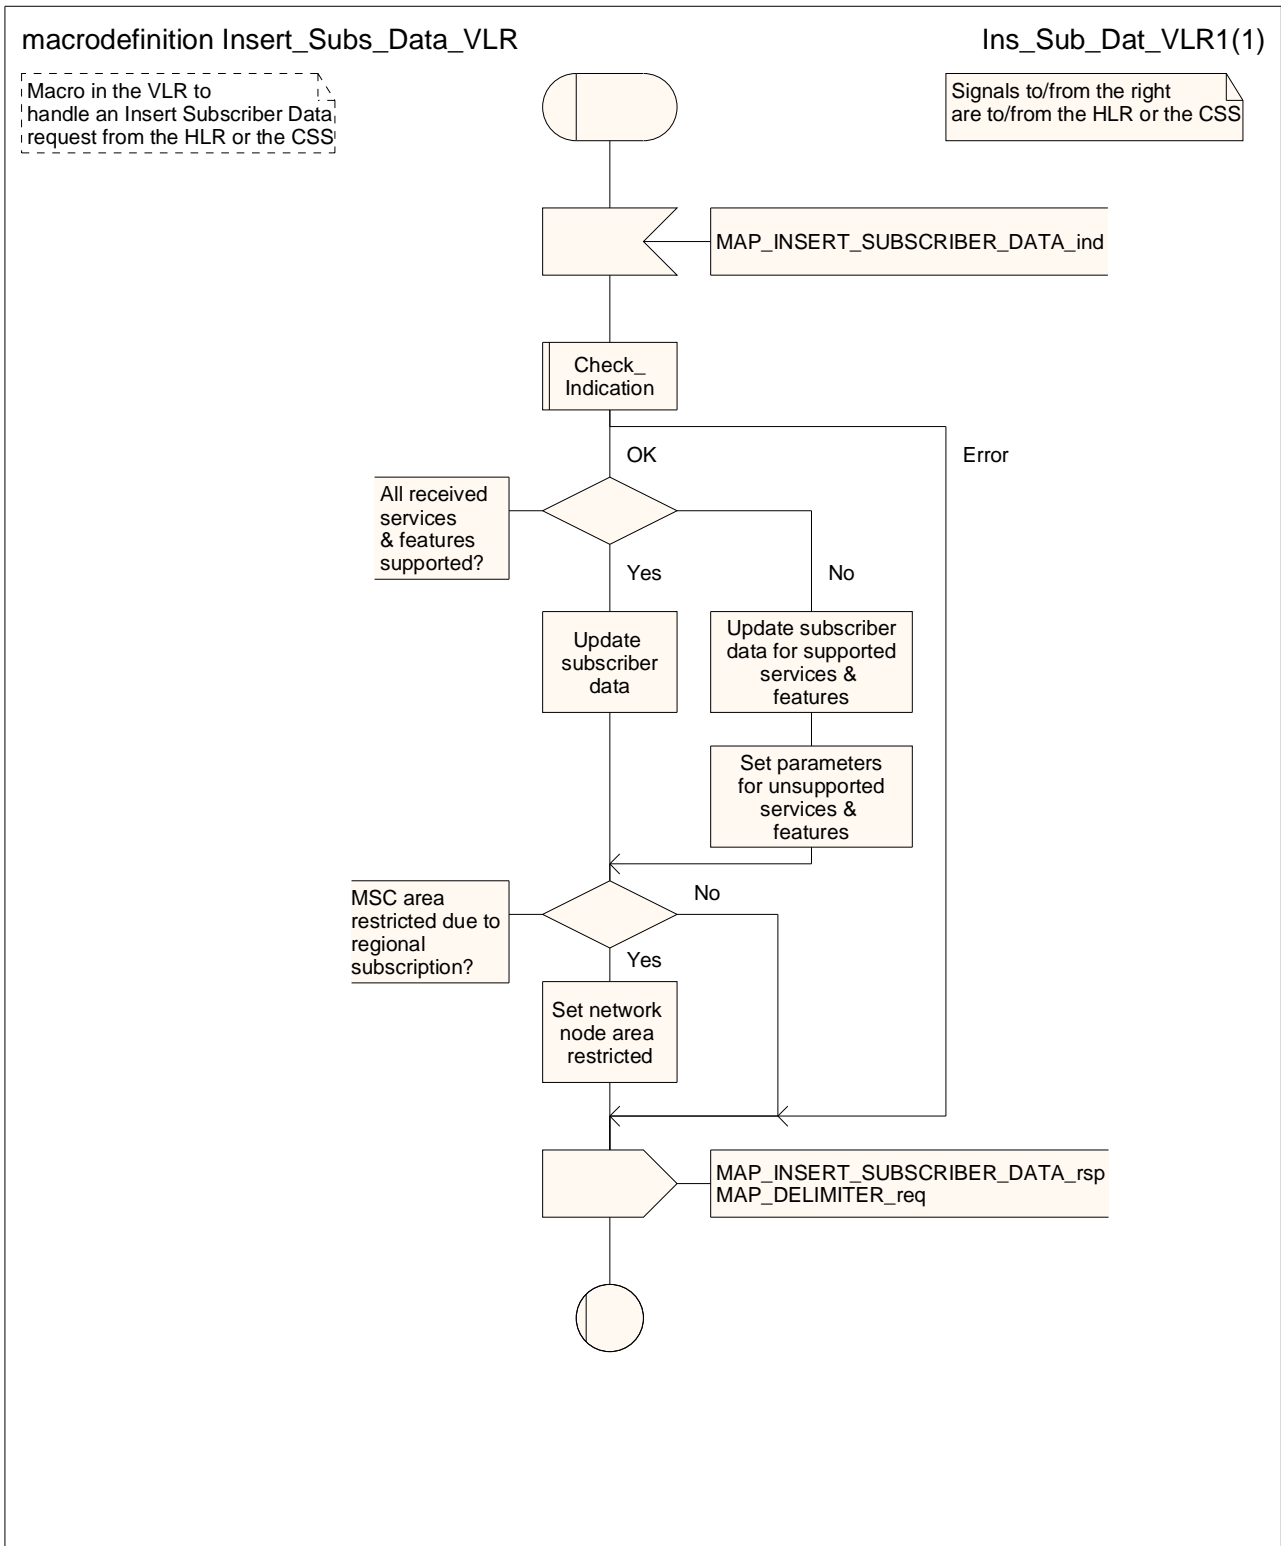 macrodefinition Insert_Subs_Data_VLR
Ins_Sub_Dat_VLR1(1)
Macro in the VLR to
handle an Insert Subscriber Data
request from the HLR or the CSS
Signals to/from the right
are to/from the HLR or the CSS
MAP_INSERT_SUBSCRIBER_DATA_ind
Check_
Indication
OK
Error
All received
services
& features
supported?
Yes
No
Update
subscriber
data
Update subscriber
data for supported
services &
features
Set parameters
for unsupported
services &
features
MSC area
restricted due to
regional
subscription?
No
Yes
Set network
node area
restricted
MAP_INSERT_SUBSCRIBER_DATA_rsp
MAP_DELIMITER_req